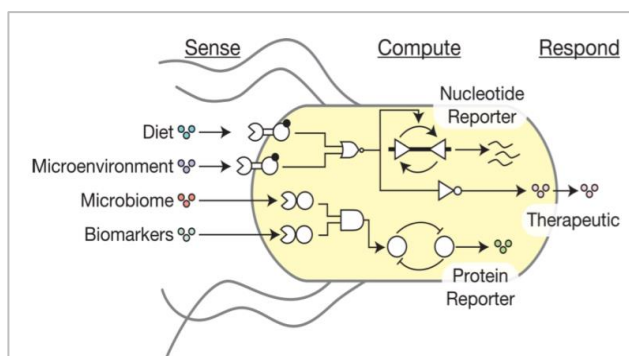 Sense
Compute
Respond
Nucleotide
Reporter
Diet
Microenvironment
Microbiome
Biomarkers
Therapeutic
Protein
Reporter